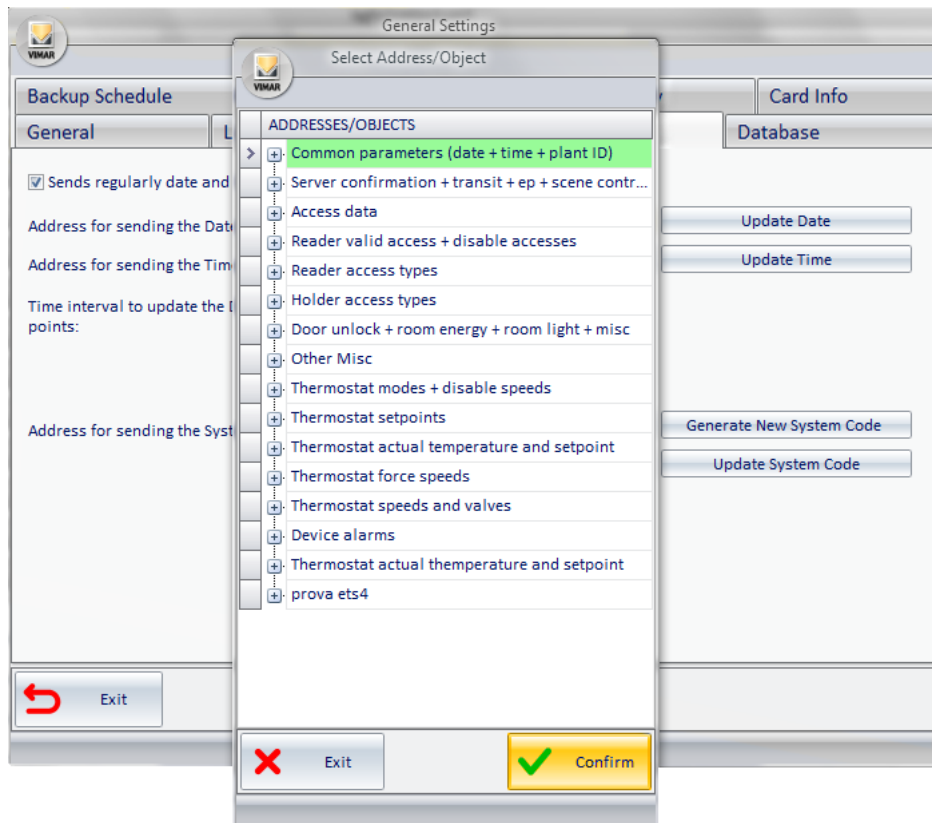 General Settings
VIMAR
Select Address/Object
VIMAR
Backup Schedule
Card Info
General
Database
ADDRESSES/OBJECTS
Common parameters (date + time + plant ID)
Server confirmation + transit + ep + scene contr...
Access data
Reader valid access + disable accesses
Reader access types
Holder access types
Door unlock + room energy + room light + misc
Other Misc
Thermostat modes + disable speeds
Thermostat setpoints
Thermostat actual temperature and setpoint
Thermostat force speeds
Thermostat speeds and valves
Device alarms
Thermostat actual themperature and setpoint
prova ets4
Sends regularly date and
Address for sending the Date
Update Date
Address for sending the Tim
Update Time
Time interval to update the
points:
Address for sending the Syst
Generate New System Code
Update System Code
Exit
Exit
Confirm